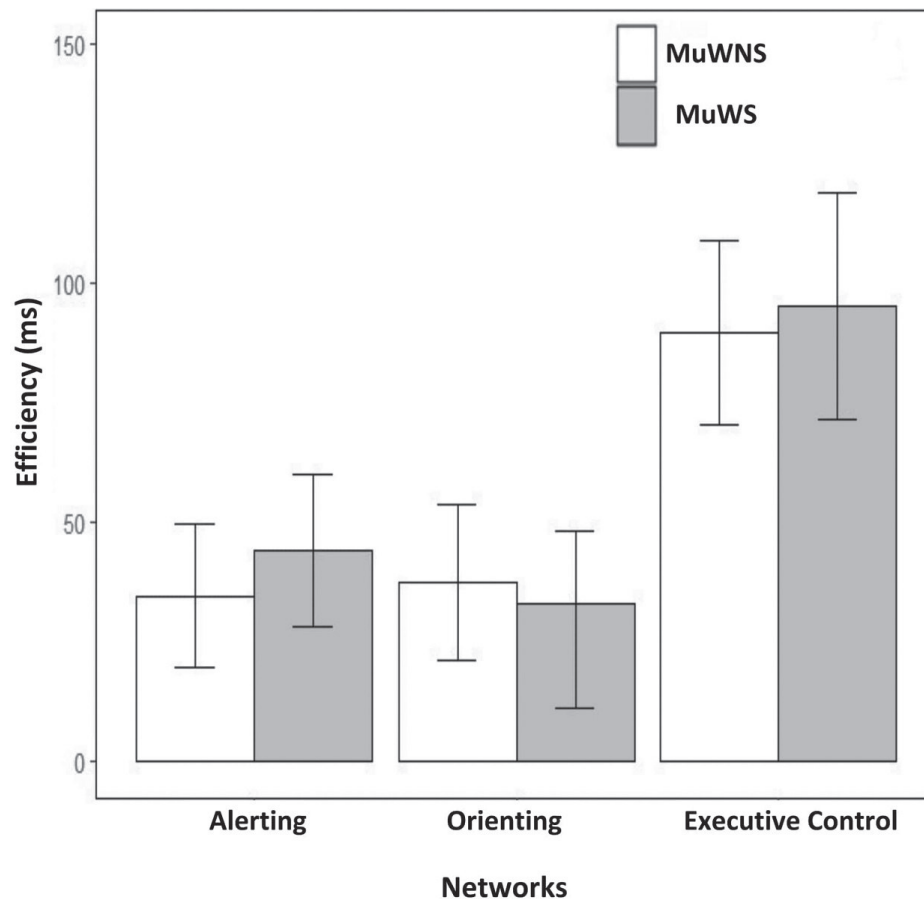 150
MuWNS
MuWS
100
Efficiency (ms)
50
0
Alerting
Orienting
Executive Control
Networks